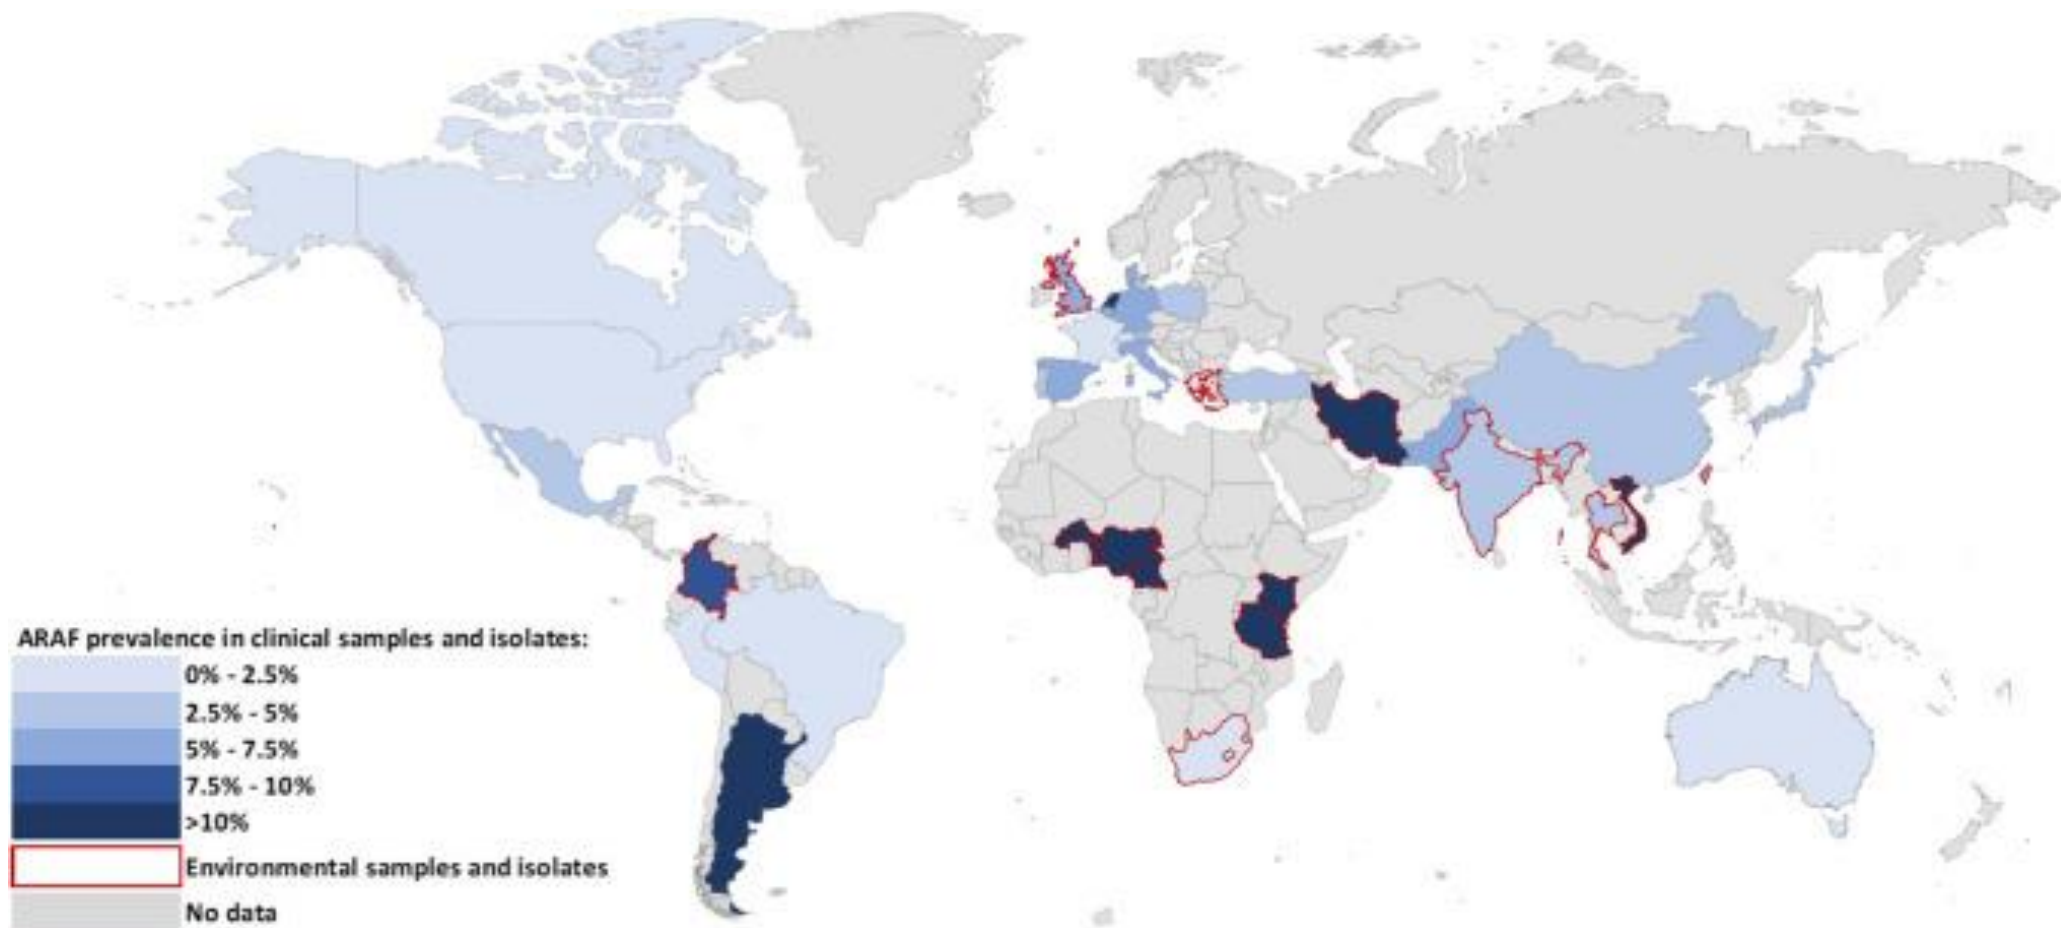 ARAF prevalence in clinical samples and isolates:
0% - 2.5%
2.5% - 5%
5% - 7.5%
7.5% - 10%
>10%
Environmental samples and isolates
No data